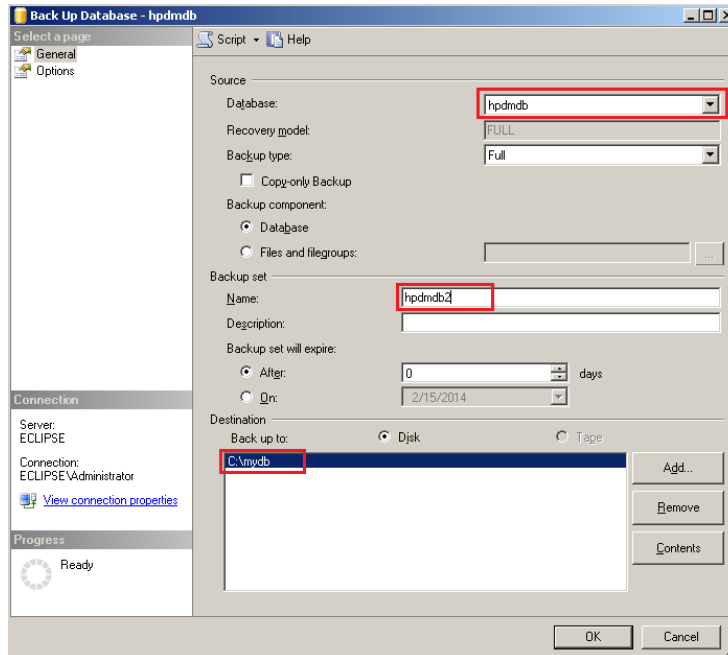 Back Up Database - hpdmdb
Select a page
General
Options
Script Help
Source
Database: hpdmdb
Recovery model: FULL
Backup type: Full
Copy-only Backup
Backup component:
Database
Files and filegroups: ...
Backup set
Name: hpdmdb2
Description:
Backup set will expire:
After: 0 days
On: 2/15/2014
Destination
Back up to: Disk Tape
C:\mydb
Add...
Remove
Contents
Connection
Server:
ECLIPSE
Connection:
ECLIPSE\Administrator
View connection properties
Progress
Ready
OK Cancel